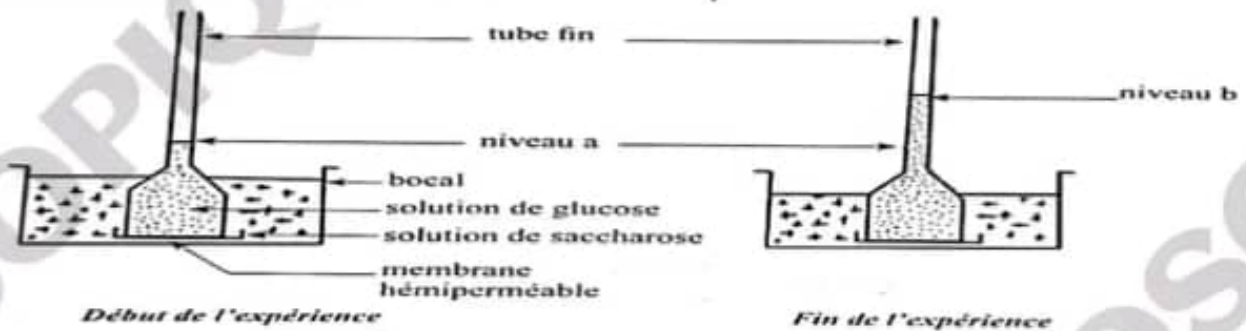 tube fin
niveau b
niveau a
bocal
solution de glucose
solution de saccharose
membrane
hémiperméable
Début de l'expérience
Fin de l'expérience